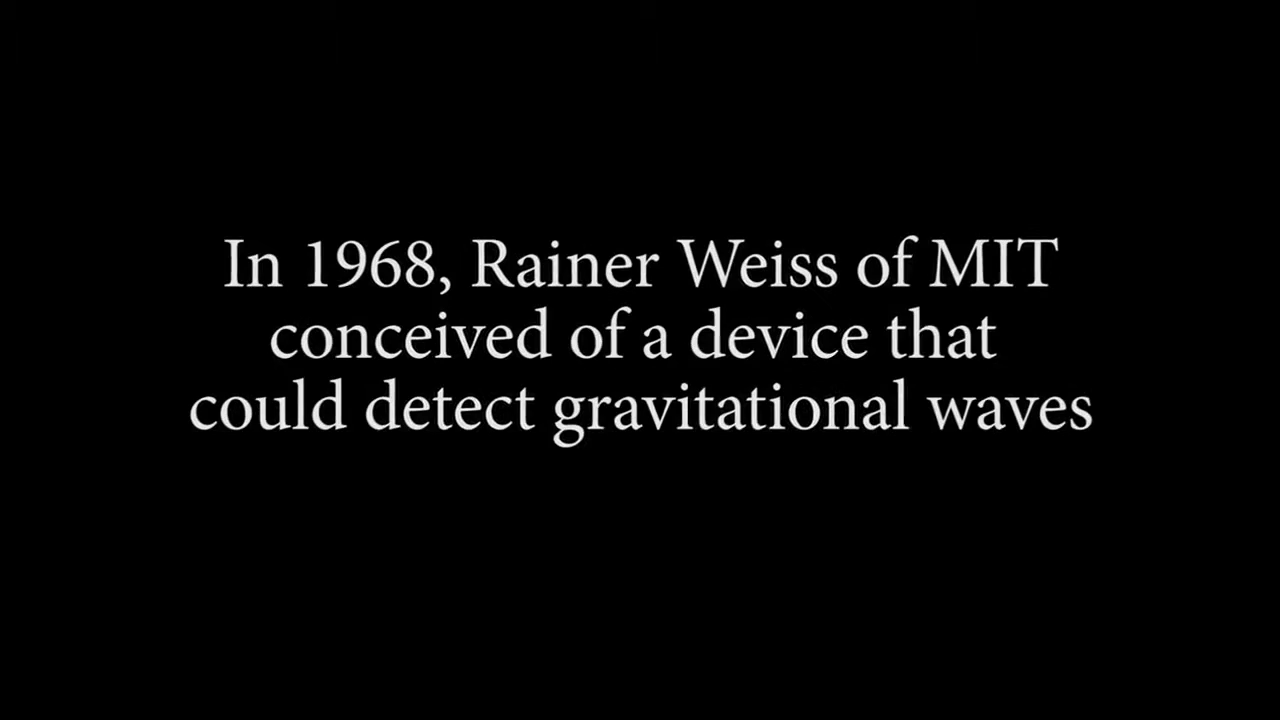 In 1968, Rainer Weiss of MIT
conceived of a device that
could detect gravitational waves